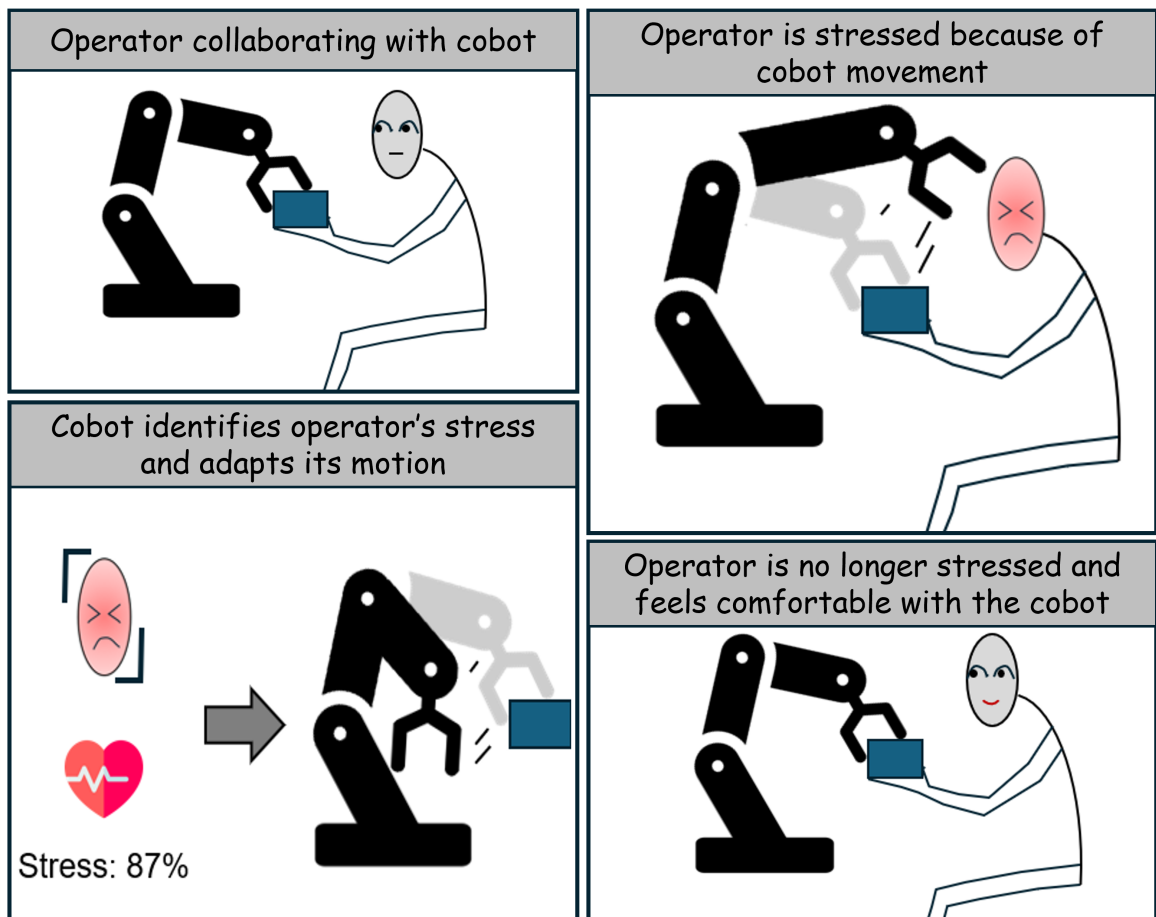 Operator collaborating with cobot
Operator is stressed because of
cobot movement
Cobot identifies operator’s stress
and adapts its motion
Stress: 87%
Operator is no longer stressed and
feels comfortable with the cobot